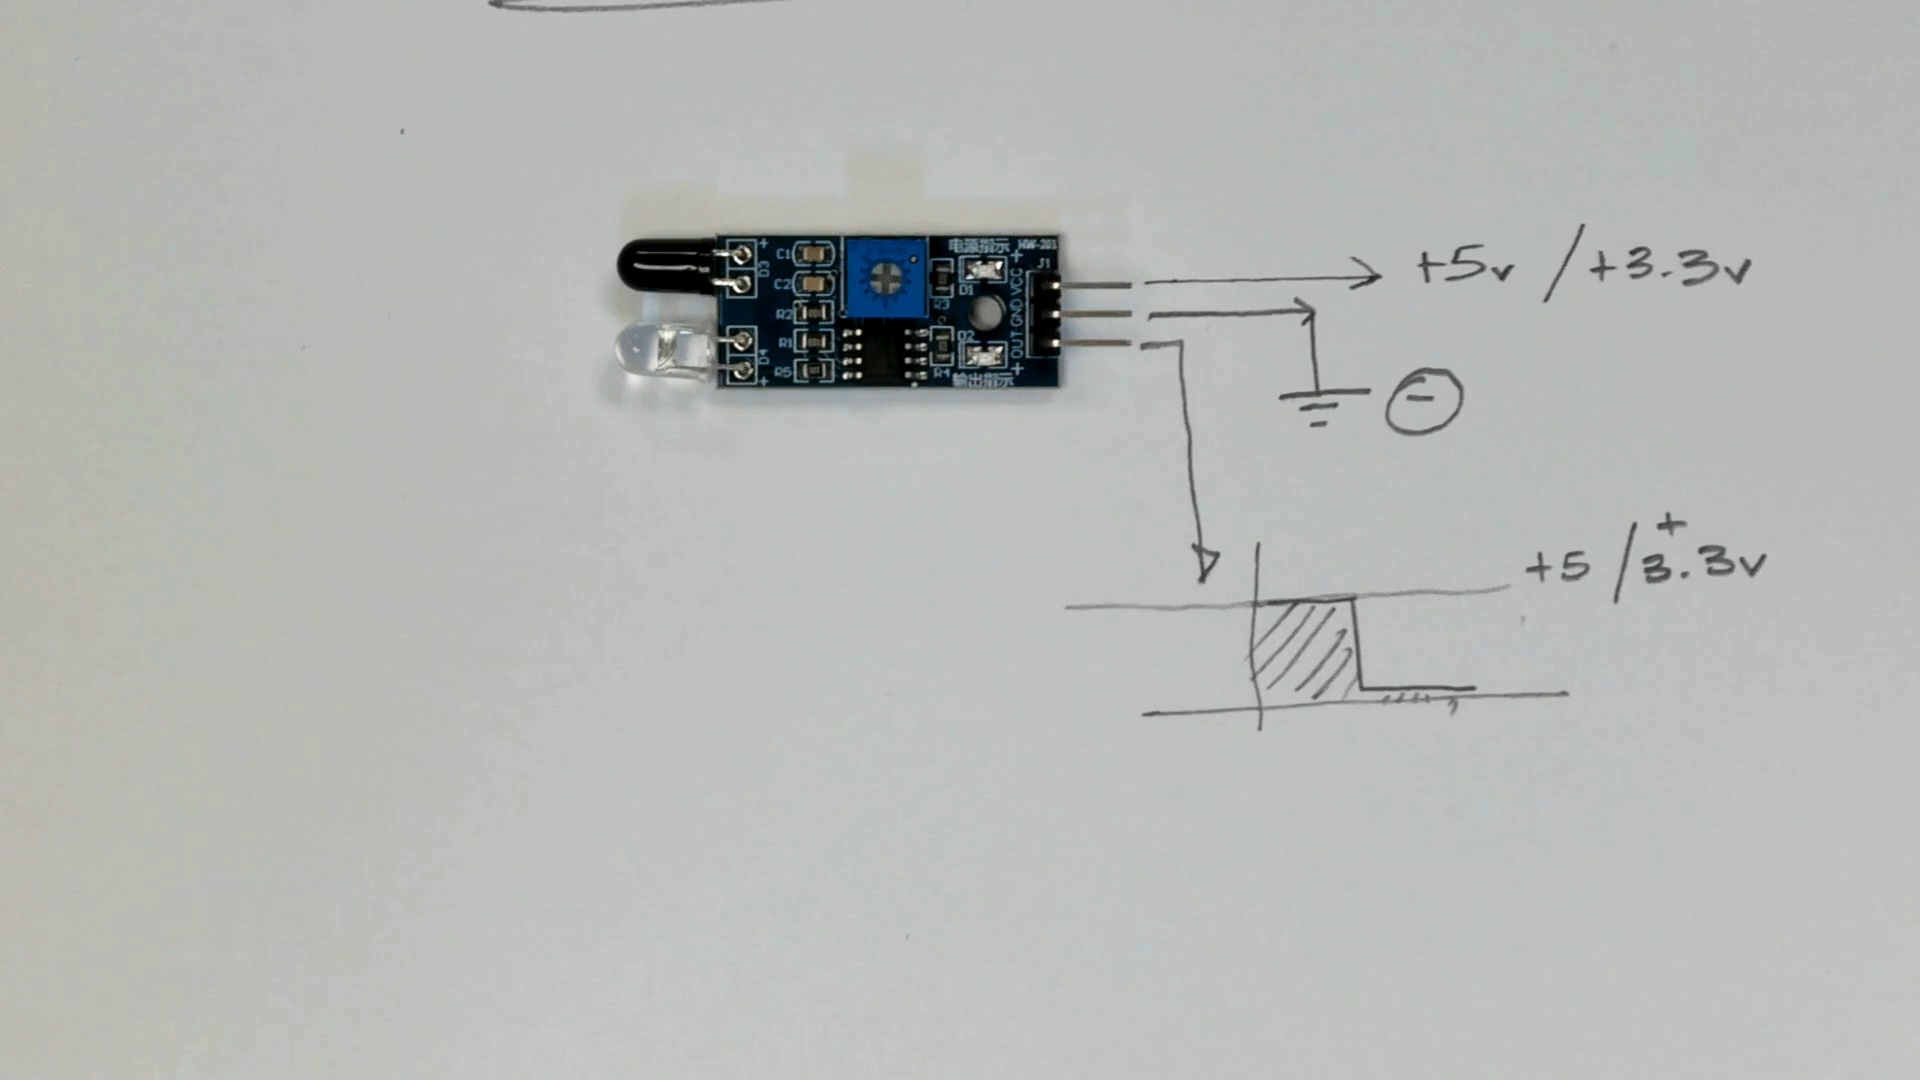 电源指示 HW-201
C1
D3
C2
R2
R1
D4
R5
R3
D1
D2
R4
J1
VCC
GND
OUT
输出指示
+5v / +3.3v
-
+5 / +3.3v